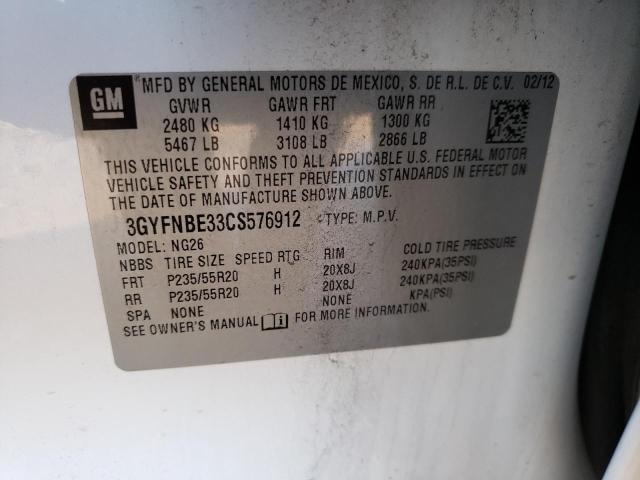 GM
MFD BY GENERAL MOTORS DE MEXICO, S. DE R.L. DE C.V. 02/12
GVWR GAWR FRT GAWR RR
2480 KG 1410 KG 1300 KG
5467 LB 3108 LB 2866 LB
THIS VEHICLE CONFORMS TO ALL APPLICABLE U.S. FEDERAL MOTOR
VEHICLE SAFETY AND THEFT PREVENTION STANDARDS IN EFFECT
ON THE DATE OF MANUFACTURE SHOWN ABOVE.
3GYFNBE33CS576912 TYPE: M.P.V.
MODEL: NG26
NBBS TIRE SIZE SPEED RTG RIM COLD TIRE PRESSURE
FRT P235/55R20 H 20X8J 240KPA(35PSI)
RR P235/55R20 H 20X8J 240KPA(35PSI)
SPA NONE NONE KPA(PSI)
SEE OWNER'S MANUAL FOR MORE INFORMATION.